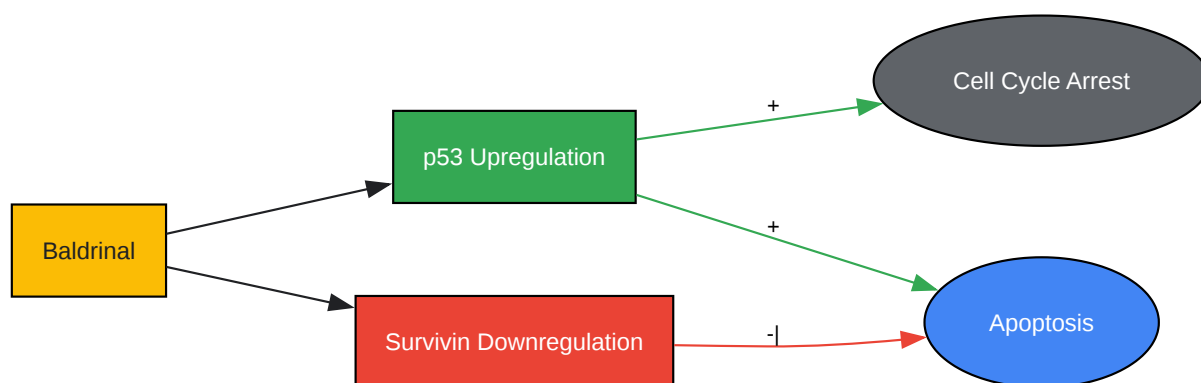 Cell Cycle Arrest
+
p53 Upregulation
+
Baldrinal
Apoptosis
Survivin Downregulation
-|